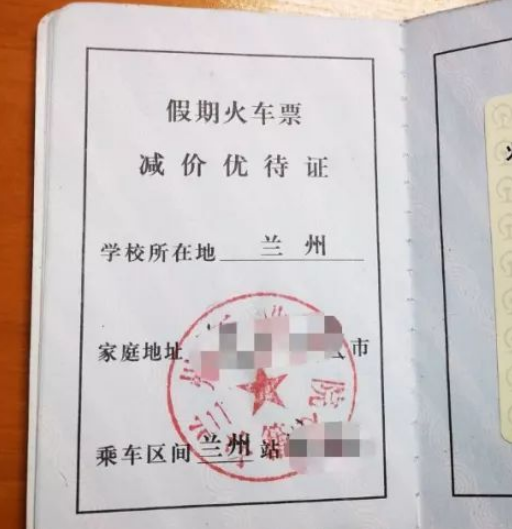 假期火车票
减价优待证
学校所在地 兰州
家庭地址 市
乘车区间 兰州 站